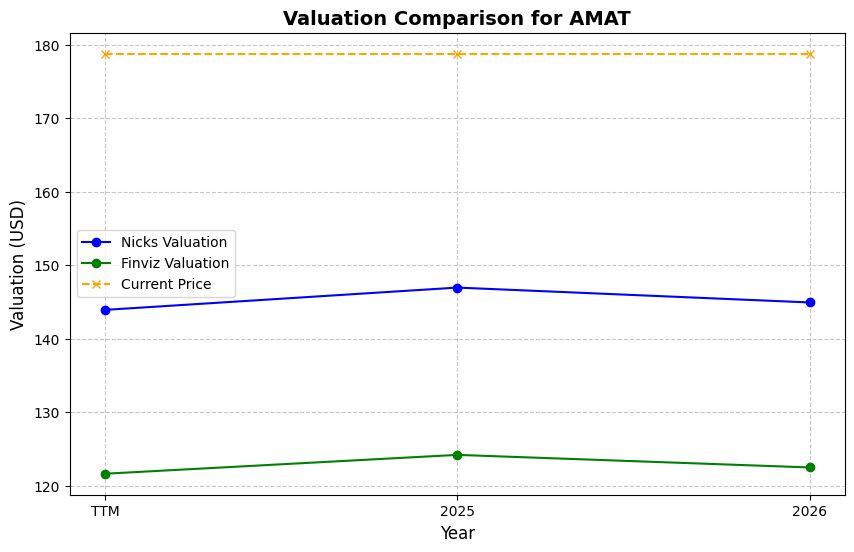 Valuation Comparison for AMAT
180
170
160
150
140
130
120
Valuation (USD)
Nicks Valuation
Finviz Valuation
Current Price
TTM
2025
2026
Year